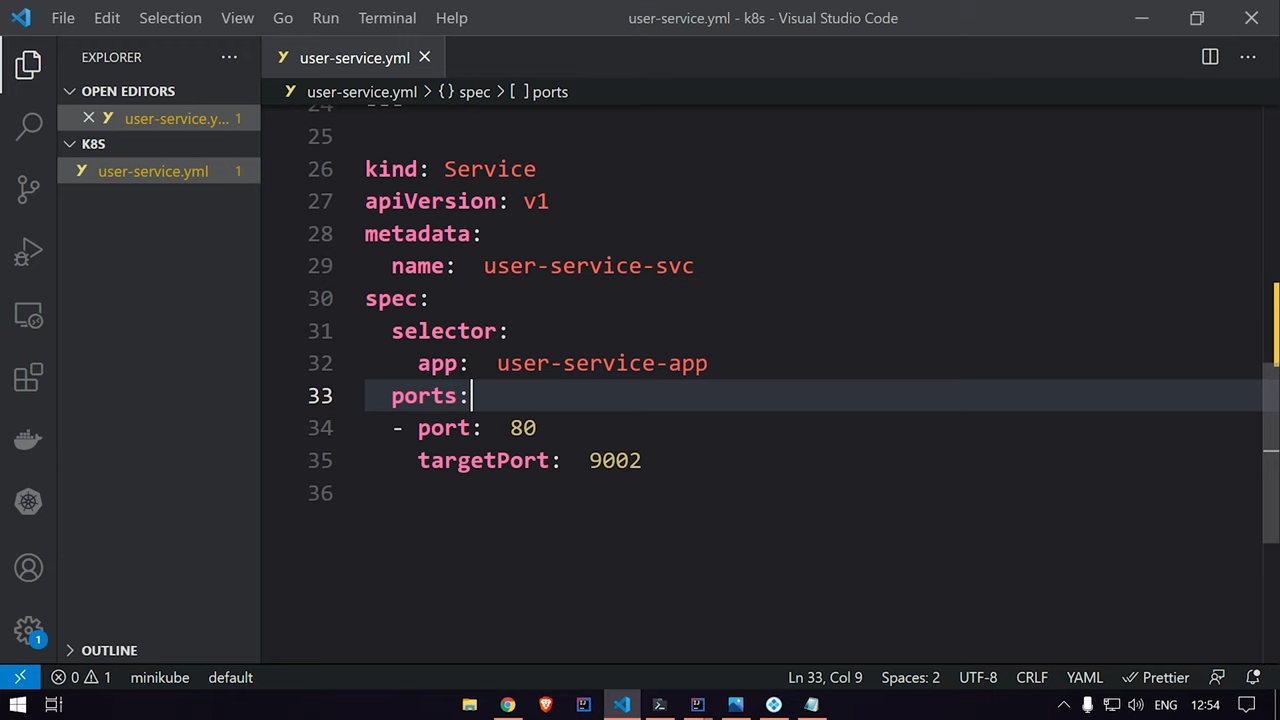 File Edit Selection View Go Run Terminal Help user-service.yml - k8s - Visual Studio Code
EXPLORER
user-service.yml
OPEN EDITORS
user-service.yml > {} spec > [ ] ports
user-service.y... 1
K8S
user-service.yml 1
24 ---
25
26 kind: Service
27 apiVersion: v1
28 metadata:
29 name: user-service-svc
30 spec:
31 selector:
32 app: user-service-app
33 ports:
34 - port: 80
35 targetPort: 9002
36
1
OUTLINE
0 1 minikube default Ln 33, Col 9 Spaces: 2 UTF-8 CRLF YAML Prettier
ENG 12:54